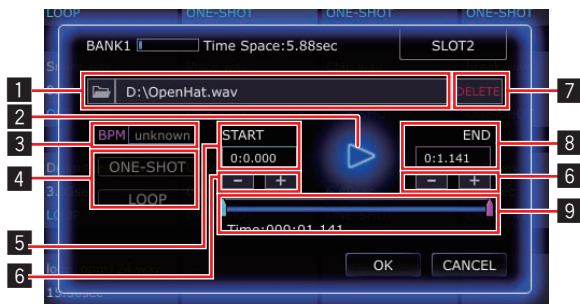 LOOP ONE-SHOT ONE-SHOT ONE-SHOT
BANK1 Time Space:5.88sec SLOT2
1 D:\OpenHat.wav DELETE 7
2
3 BPM unknown START END 8
0:0.000 0:1.141
4 ONE-SHOT - + - + 6
LOOP
5 9
Time:000:01.141
6
OK CANCEL
15.50sec